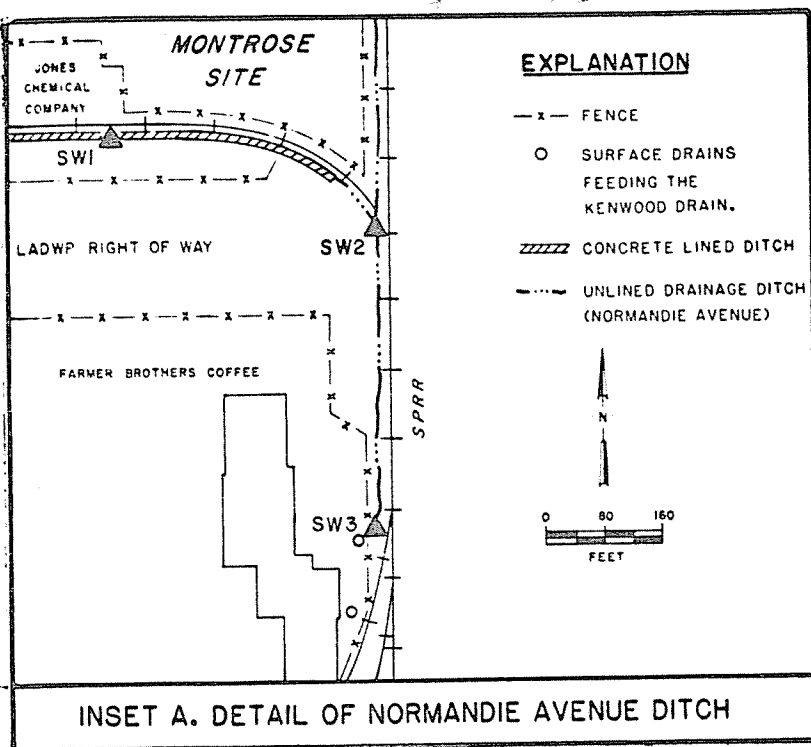 MONTROSE
SITE
JONES
CHEMICAL
COMPANY
SW1
LADWP RIGHT OF WAY
SW2
FARMER BROTHERS COFFEE
SPRR
SW3
EXPLANATION
—x— FENCE
SURFACE DRAINS
FEEDING THE
KENWOOD DRAIN.
CONCRETE LINED DITCH
UNLINED DRAINAGE DITCH
(NORMANDIE AVENUE)
N
0 80 160
FEET
INSET A. DETAIL OF NORMANDIE AVENUE DITCH